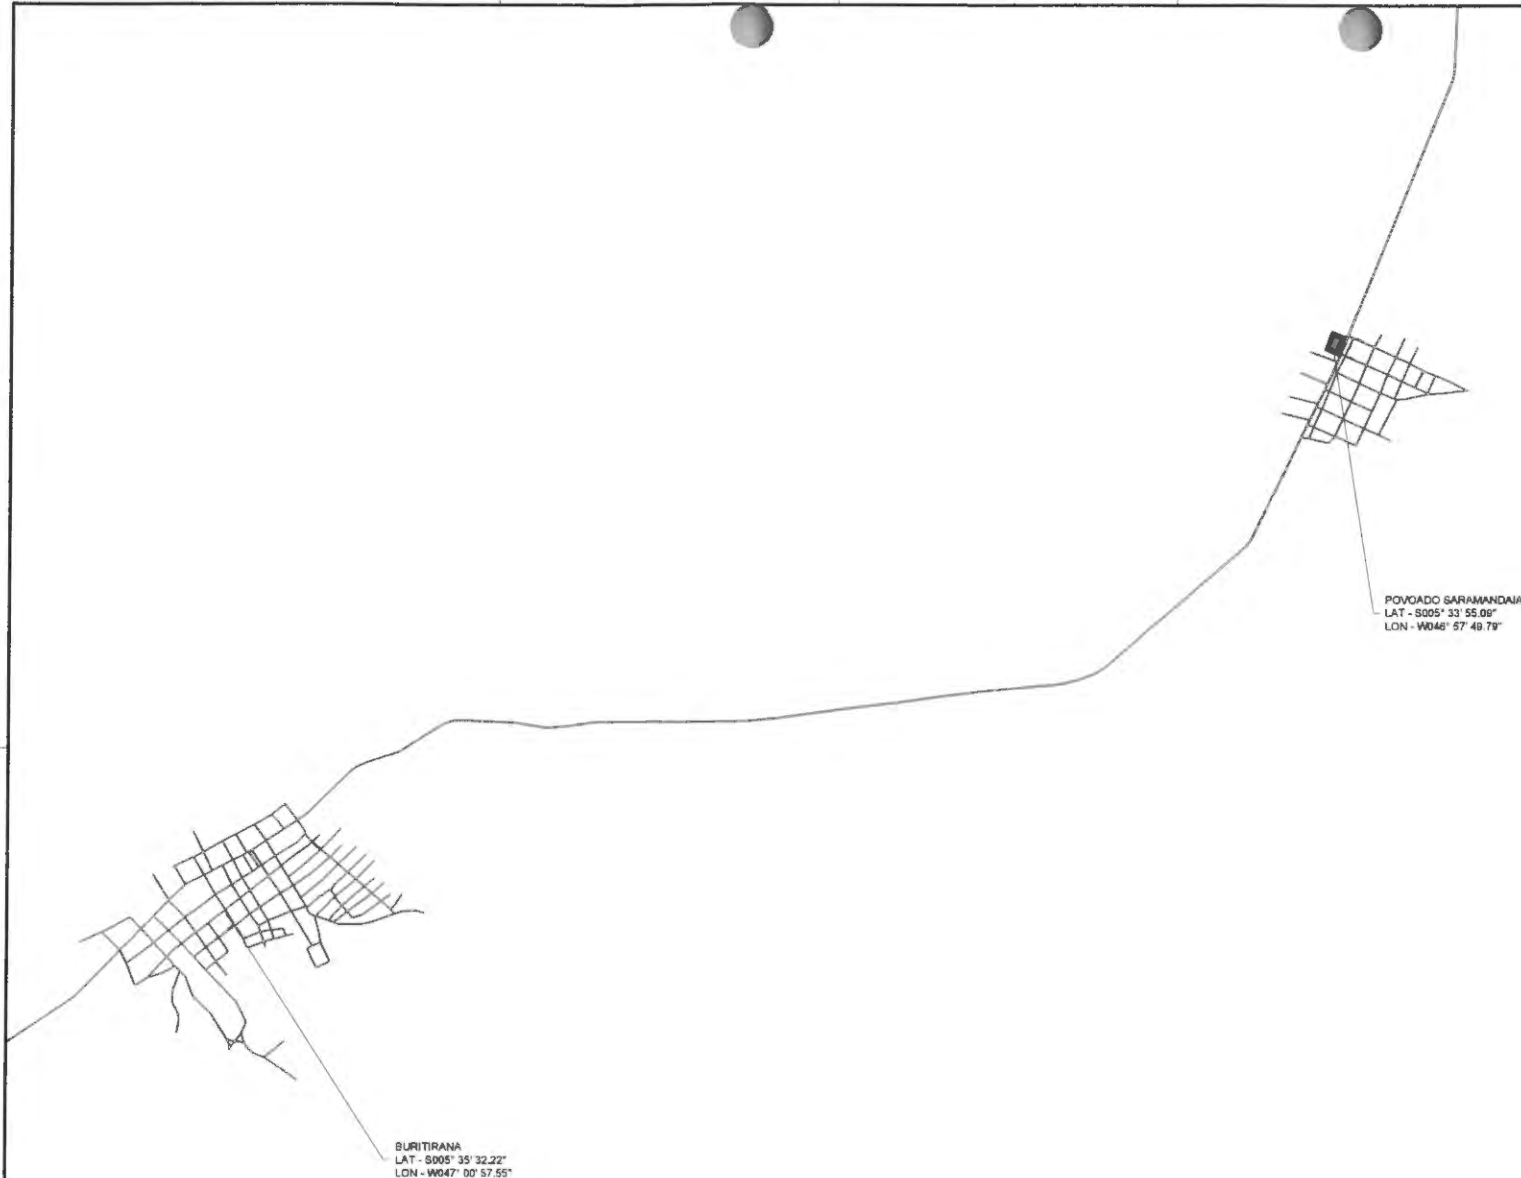 POVOADO SARAMANDAIA
LAT - S005° 33' 55.09"
LON - W046° 57' 49.79"
BURITIRANA
LAT - S005° 35' 32.22"
LON - W047° 00' 57.55"